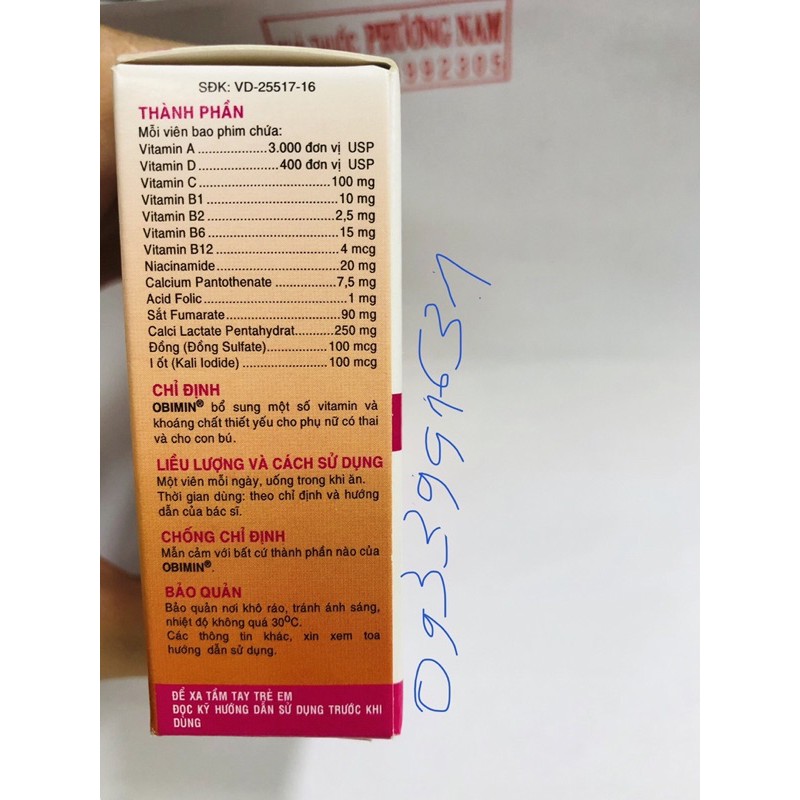 PHƯƠNG NAM
992305
SĐK: VD-25517-16
THÀNH PHẦN
Mỗi viên bao phim chứa:
Vitamin A ....................3.000 đơn vị USP
Vitamin D .......................400 đơn vị USP
Vitamin C ......................................100 mg
Vitamin B1 ......................................10 mg
Vitamin B2 .....................................2,5 mg
Vitamin B6 ......................................15 mg
Vitamin B12 ....................................4 mcg
Niacinamide ...................................20 mg
Calcium Pantothenate .................7,5 mg
Acid Folic ..........................................1 mg
Sắt Fumarate ..................................90 mg
Calci Lactate Pentahydrat..........250 mg
Đồng (Đồng Sulfate)..................100 mcg
I ốt (Kali Iodide) ........................100 mcg
CHỈ ĐỊNH
OBIMIN® bổ sung một số vitamin và
khoáng chất thiết yếu cho phụ nữ có thai
và cho con bú.
LIỀU LƯỢNG VÀ CÁCH SỬ DỤNG
Một viên mỗi ngày, uống trong khi ăn.
Thời gian dùng: theo chỉ định và hướng
dẫn của bác sĩ.
CHỐNG CHỈ ĐỊNH
Mẫn cảm với bất cứ thành phần nào của
OBIMIN®.
BẢO QUẢN
Bảo quản nơi khô ráo, tránh ánh sáng,
nhiệt độ không quá 30⁰C.
Các thông tin khác, xin xem toa
hướng dẫn sử dụng.
ĐỂ XA TẦM TAY TRẺ EM
ĐỌC KỸ HƯỚNG DẪN SỬ DỤNG TRƯỚC KHI
DÙNG
0933991631